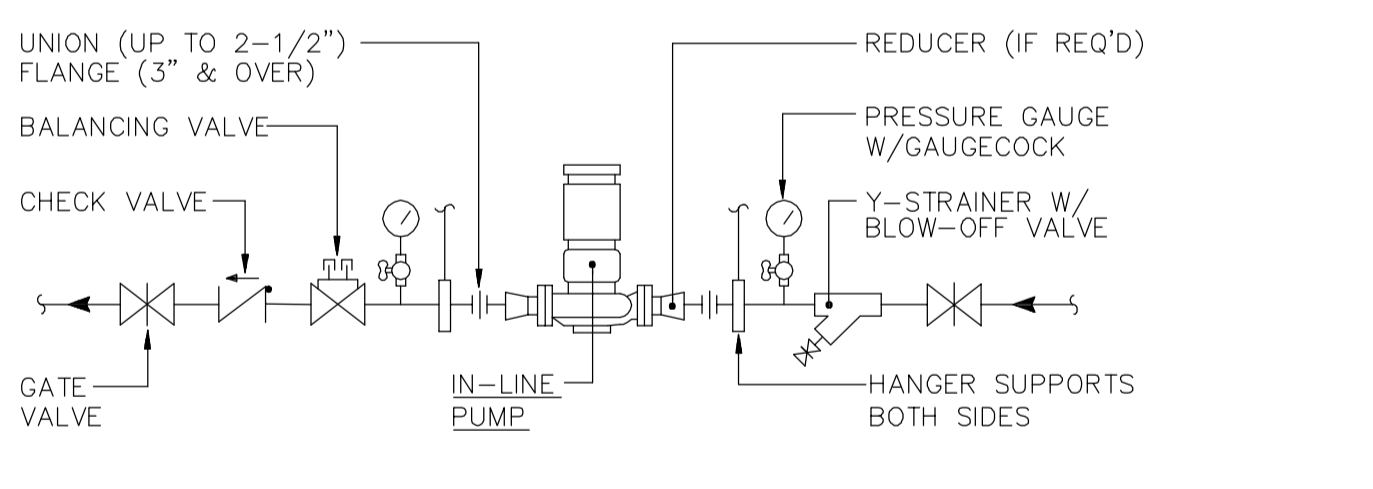 UNION (UP TO 2-1/2")
FLANGE (3" & OVER)
BALANCING VALVE
CHECK VALVE
GATE
VALVE
IN-LINE
PUMP
REDUCER (IF REQ'D)
PRESSURE GAUGE
W/GAUGECOCK
Y-STRAINER W/
BLOW-OFF VALVE
HANGER SUPPORTS
BOTH SIDES